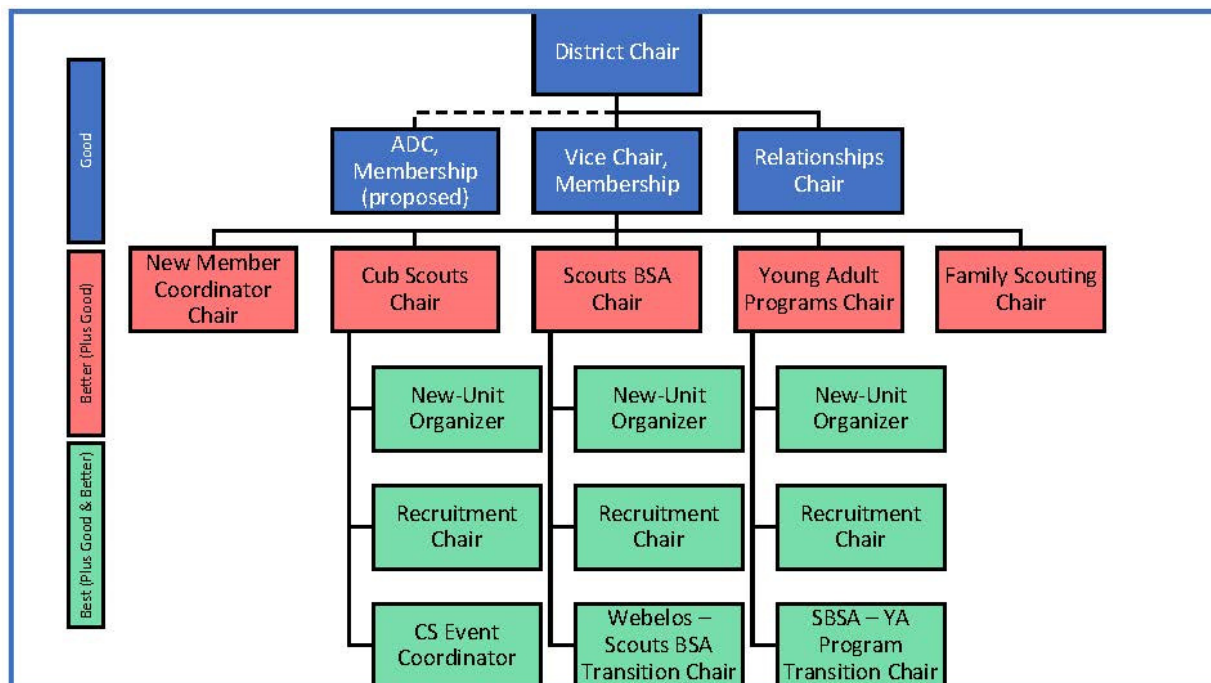 District Chair
Good
ADC,
Membership
(proposed)
Vice Chair,
Membership
Relationships
Chair
Better (Plus Good)
New Member
Coordinator
Chair
Cub Scouts
Chair
Scouts BSA
Chair
Young Adult
Programs Chair
Family Scouting
Chair
Best (Plus Good & Better)
New-Unit
Organizer
New-Unit
Organizer
New-Unit
Organizer
Recruitment
Chair
Recruitment
Chair
Recruitment
Chair
CS Event
Coordinator
Webelos –
Scouts BSA
Transition Chair
SBSA – YA
Program
Transition Chair